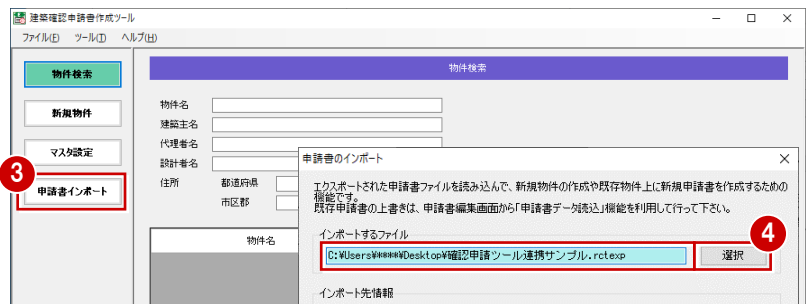 建築確認申請書作成ツール
ファイル(F) ツール(T) ヘルプ(H)
物件検索
新規物件
マスタ設定
3
申請書インポート
物件検索
物件名
建築主名
代理者名
設計者名
住所 都道府県
市区郡
物件名
申請書のインポート
エクスポートされた申請書ファイルを読み込んで、新規物件の作成や既存物件上に新規申請書を作成するための
機能です。
既存申請書の上書きは、申請書編集画面から「申請書データ読込」機能を利用して行って下さい。
インポートするファイル
4
C:¥Users¥*****¥Desktop¥確認申請ツール連携サンプル.rctexp
選択
インポート先情報